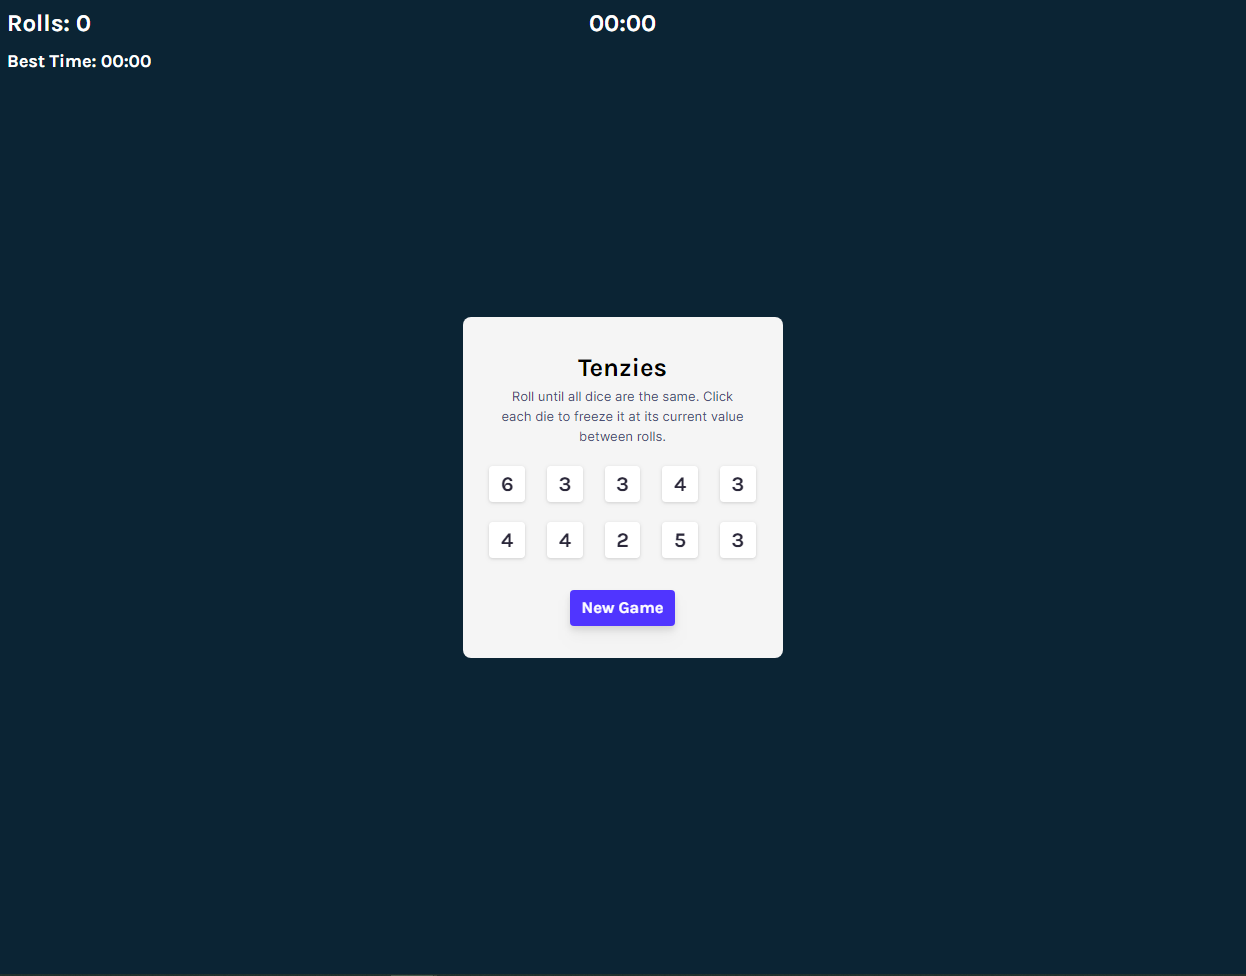 Rolls: 0
00:00
Best Time: 00:00
Tenzies
Roll until all dice are the same. Click
each die to freeze it at its current value
between rolls.
6 3 3 4 3
4 4 2 5 3
New Game